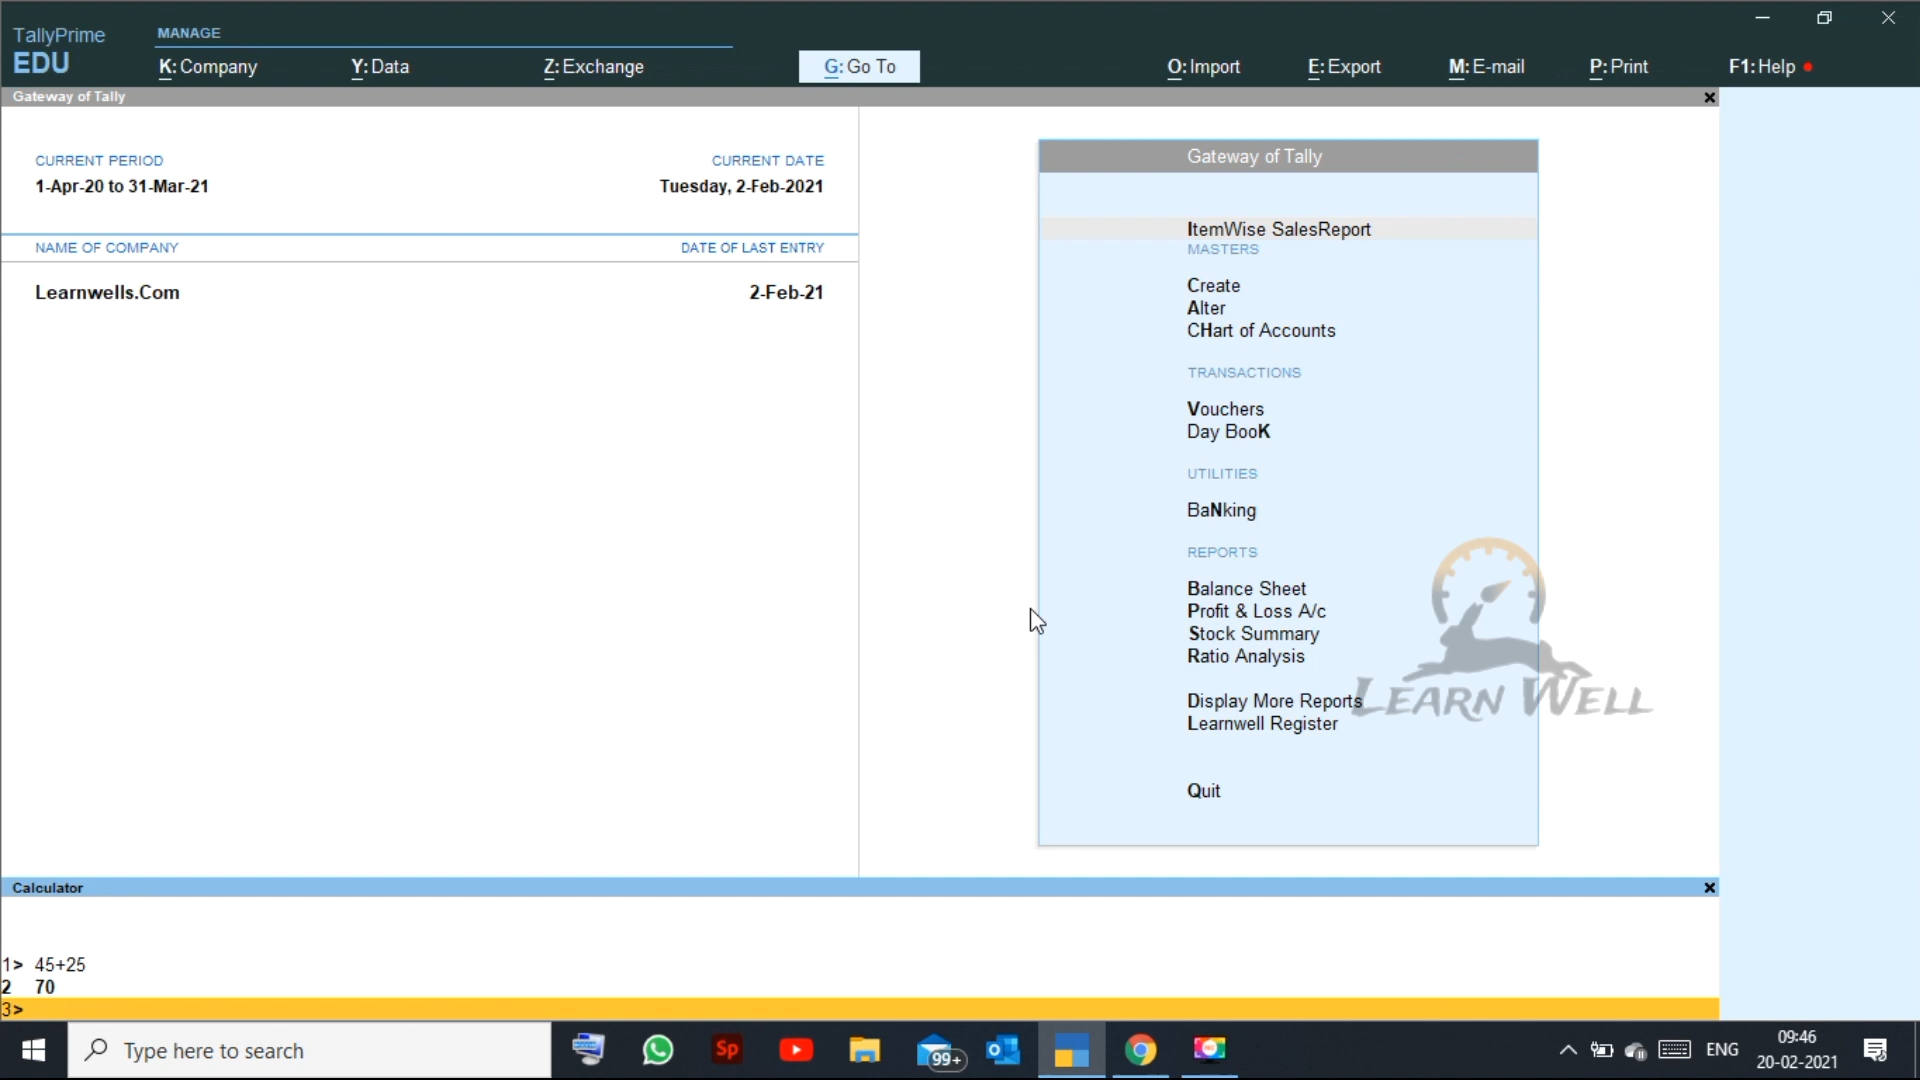 TallyPrime
EDU
MANAGE
K: Company
Y: Data
Z: Exchange
G: Go To
O: Import
E: Export
M: E-mail
P: Print
F1: Help
Gateway of Tally
CURRENT PERIOD
CURRENT DATE
1-Apr-20 to 31-Mar-21
Tuesday, 2-Feb-2021
NAME OF COMPANY
DATE OF LAST ENTRY
Learnwells.Com
2-Feb-21
Gateway of Tally
ItemWise SalesReport
MASTERS
Create
Alter
CHart of Accounts
TRANSACTIONS
Vouchers
Day BooK
UTILITIES
BaNking
REPORTS
Balance Sheet
Profit & Loss A/c
Stock Summary
Ratio Analysis
Display More Reports
Learnwell Register
Quit
LEARN WELL
Calculator
1> 45+25
2 70
3>
Type here to search
Sp
99+
ENG
09:46
20-02-2021